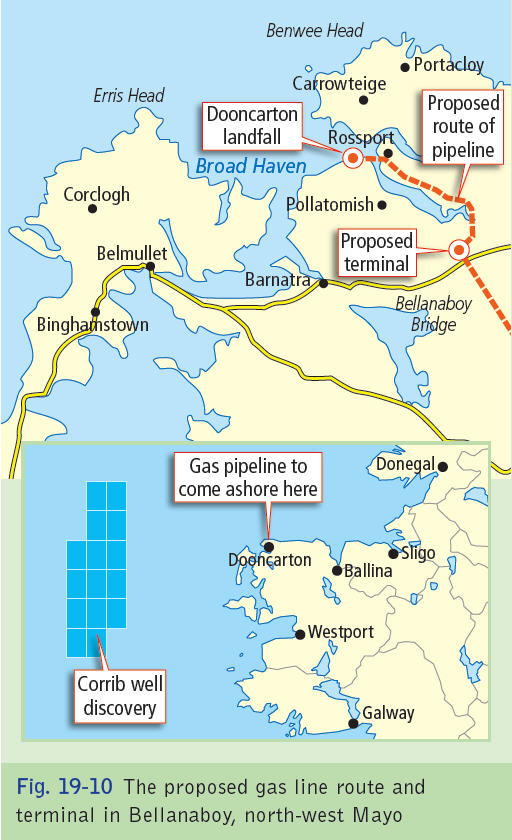 Benwee Head
Portacloy
Carrowteige
Erris Head
Dooncarton
landfall
Proposed
route of
pipeline
Rossport
Broad Haven
Corclogh
Pollatomish
Proposed
terminal
Belmullet
Barnatra
Bellanaboy
Bridge
Binghamstown
Gas pipeline to
come ashore here
Donegal
Dooncarton
Sligo
Ballina
Westport
Corrib well
discovery
Galway
Fig. 19-10 The proposed gas line route and
terminal in Bellanaboy, north-west Mayo